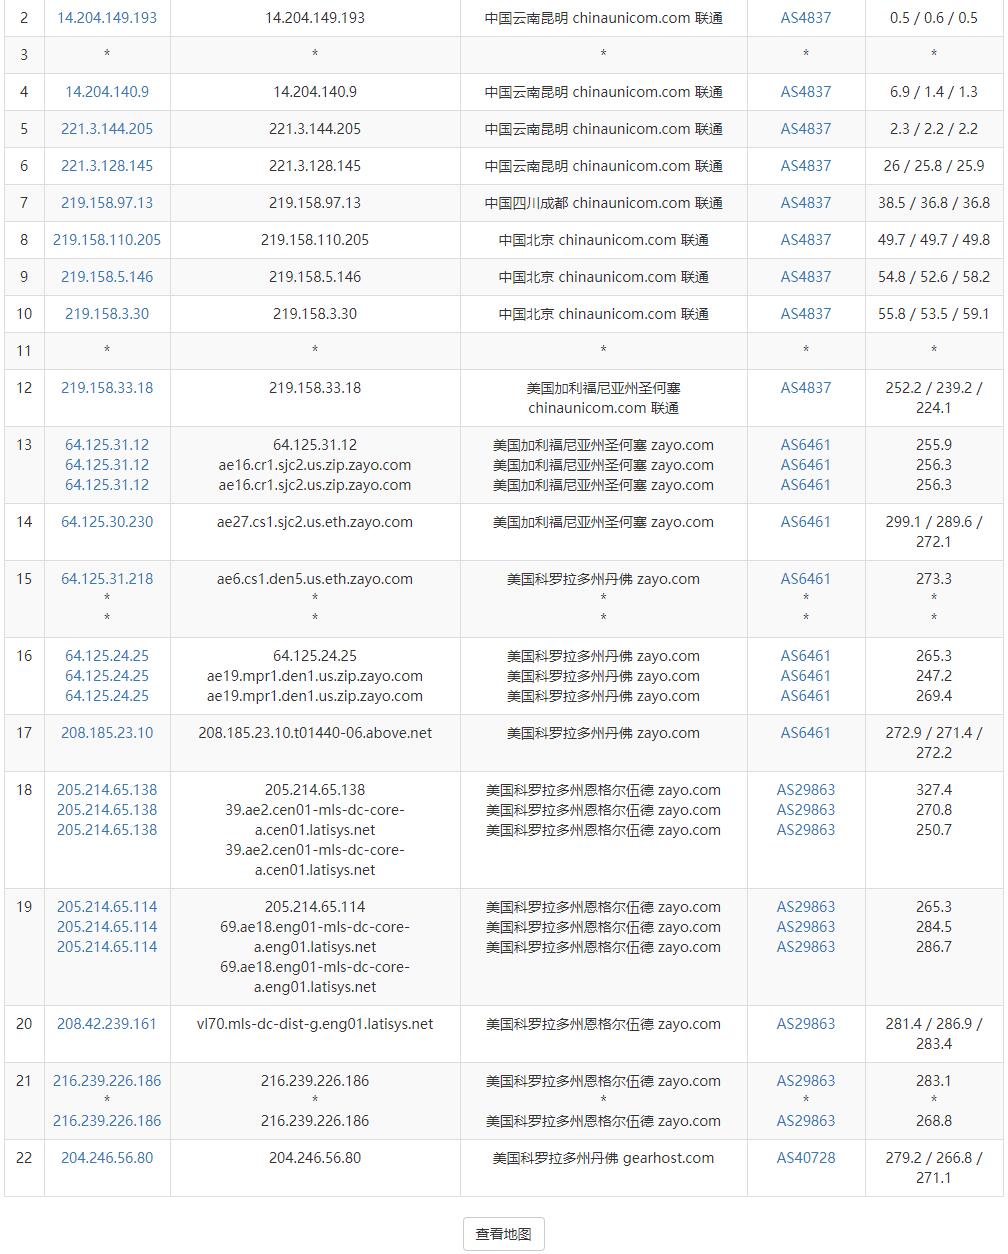 2 14.204.149.193 14.204.149.193 中国云南昆明 chinaunicom.com 联通 AS4837 0.5 / 0.6 / 0.5
3 * * * * *
4 14.204.140.9 14.204.140.9 中国云南昆明 chinaunicom.com 联通 AS4837 6.9 / 1.4 / 1.3
5 221.3.144.205 221.3.144.205 中国云南昆明 chinaunicom.com 联通 AS4837 2.3 / 2.2 / 2.2
6 221.3.128.145 221.3.128.145 中国云南昆明 chinaunicom.com 联通 AS4837 26 / 25.8 / 25.9
7 219.158.97.13 219.158.97.13 中国四川成都 chinaunicom.com 联通 AS4837 38.5 / 36.8 / 36.8
8 219.158.110.205 219.158.110.205 中国北京 chinaunicom.com 联通 AS4837 49.7 / 49.7 / 49.8
9 219.158.5.146 219.158.5.146 中国北京 chinaunicom.com 联通 AS4837 54.8 / 52.6 / 58.2
10 219.158.3.30 219.158.3.30 中国北京 chinaunicom.com 联通 AS4837 55.8 / 53.5 / 59.1
11 * * * * *
12 219.158.33.18 219.158.33.18 美国加利福尼亚州圣何塞 AS4837 252.2 / 239.2 /
chinaunicom.com 联通 224.1
13 64.125.31.12 64.125.31.12 美国加利福尼亚州圣何塞 zayo.com AS6461 255.9
64.125.31.12 ae16.cr1.sjc2.us.zip.zayo.com 美国加利福尼亚州圣何塞 zayo.com AS6461 256.3
64.125.31.12 ae16.cr1.sjc2.us.zip.zayo.com 美国加利福尼亚州圣何塞 zayo.com AS6461 256.3
14 64.125.30.230 ae27.cs1.sjc2.us.eth.zayo.com 美国加利福尼亚州圣何塞 zayo.com AS6461 299.1 / 289.6 /
272.1
15 64.125.31.218 ae6.cs1.den5.us.eth.zayo.com 美国科罗拉多州丹佛 zayo.com AS6461 273.3
* * * * *
* * * * *
16 64.125.24.25 64.125.24.25 美国科罗拉多州丹佛 zayo.com AS6461 265.3
64.125.24.25 ae19.mpr1.den1.us.zip.zayo.com 美国科罗拉多州丹佛 zayo.com AS6461 247.2
64.125.24.25 ae19.mpr1.den1.us.zip.zayo.com 美国科罗拉多州丹佛 zayo.com AS6461 269.4
17 208.185.23.10 208.185.23.10.t01440-06.above.net 美国科罗拉多州丹佛 zayo.com AS6461 272.9 / 271.4 /
272.2
18 205.214.65.138 205.214.65.138 美国科罗拉多州恩格尔伍德 zayo.com AS29863 327.4
205.214.65.138 39.ae2.cen01-mls-dc-core- 美国科罗拉多州恩格尔伍德 zayo.com AS29863 270.8
205.214.65.138 a.cen01.latisys.net 美国科罗拉多州恩格尔伍德 zayo.com AS29863 250.7
39.ae2.cen01-mls-dc-core-
a.cen01.latisys.net
19 205.214.65.114 205.214.65.114 美国科罗拉多州恩格尔伍德 zayo.com AS29863 265.3
205.214.65.114 69.ae18.eng01-mls-dc-core- 美国科罗拉多州恩格尔伍德 zayo.com AS29863 284.5
205.214.65.114 a.eng01.latisys.net 美国科罗拉多州恩格尔伍德 zayo.com AS29863 286.7
69.ae18.eng01-mls-dc-core-
a.eng01.latisys.net
20 208.42.239.161 vl70.mls-dc-dist-g.eng01.latisys.net 美国科罗拉多州恩格尔伍德 zayo.com AS29863 281.4 / 286.9 /
283.4
21 216.239.226.186 216.239.226.186 美国科罗拉多州恩格尔伍德 zayo.com AS29863 283.1
* * * * *
216.239.226.186 216.239.226.186 美国科罗拉多州恩格尔伍德 zayo.com AS29863 268.8
22 204.246.56.80 204.246.56.80 美国科罗拉多州丹佛 gearhost.com AS40728 279.2 / 266.8 /
271.1
查看地图